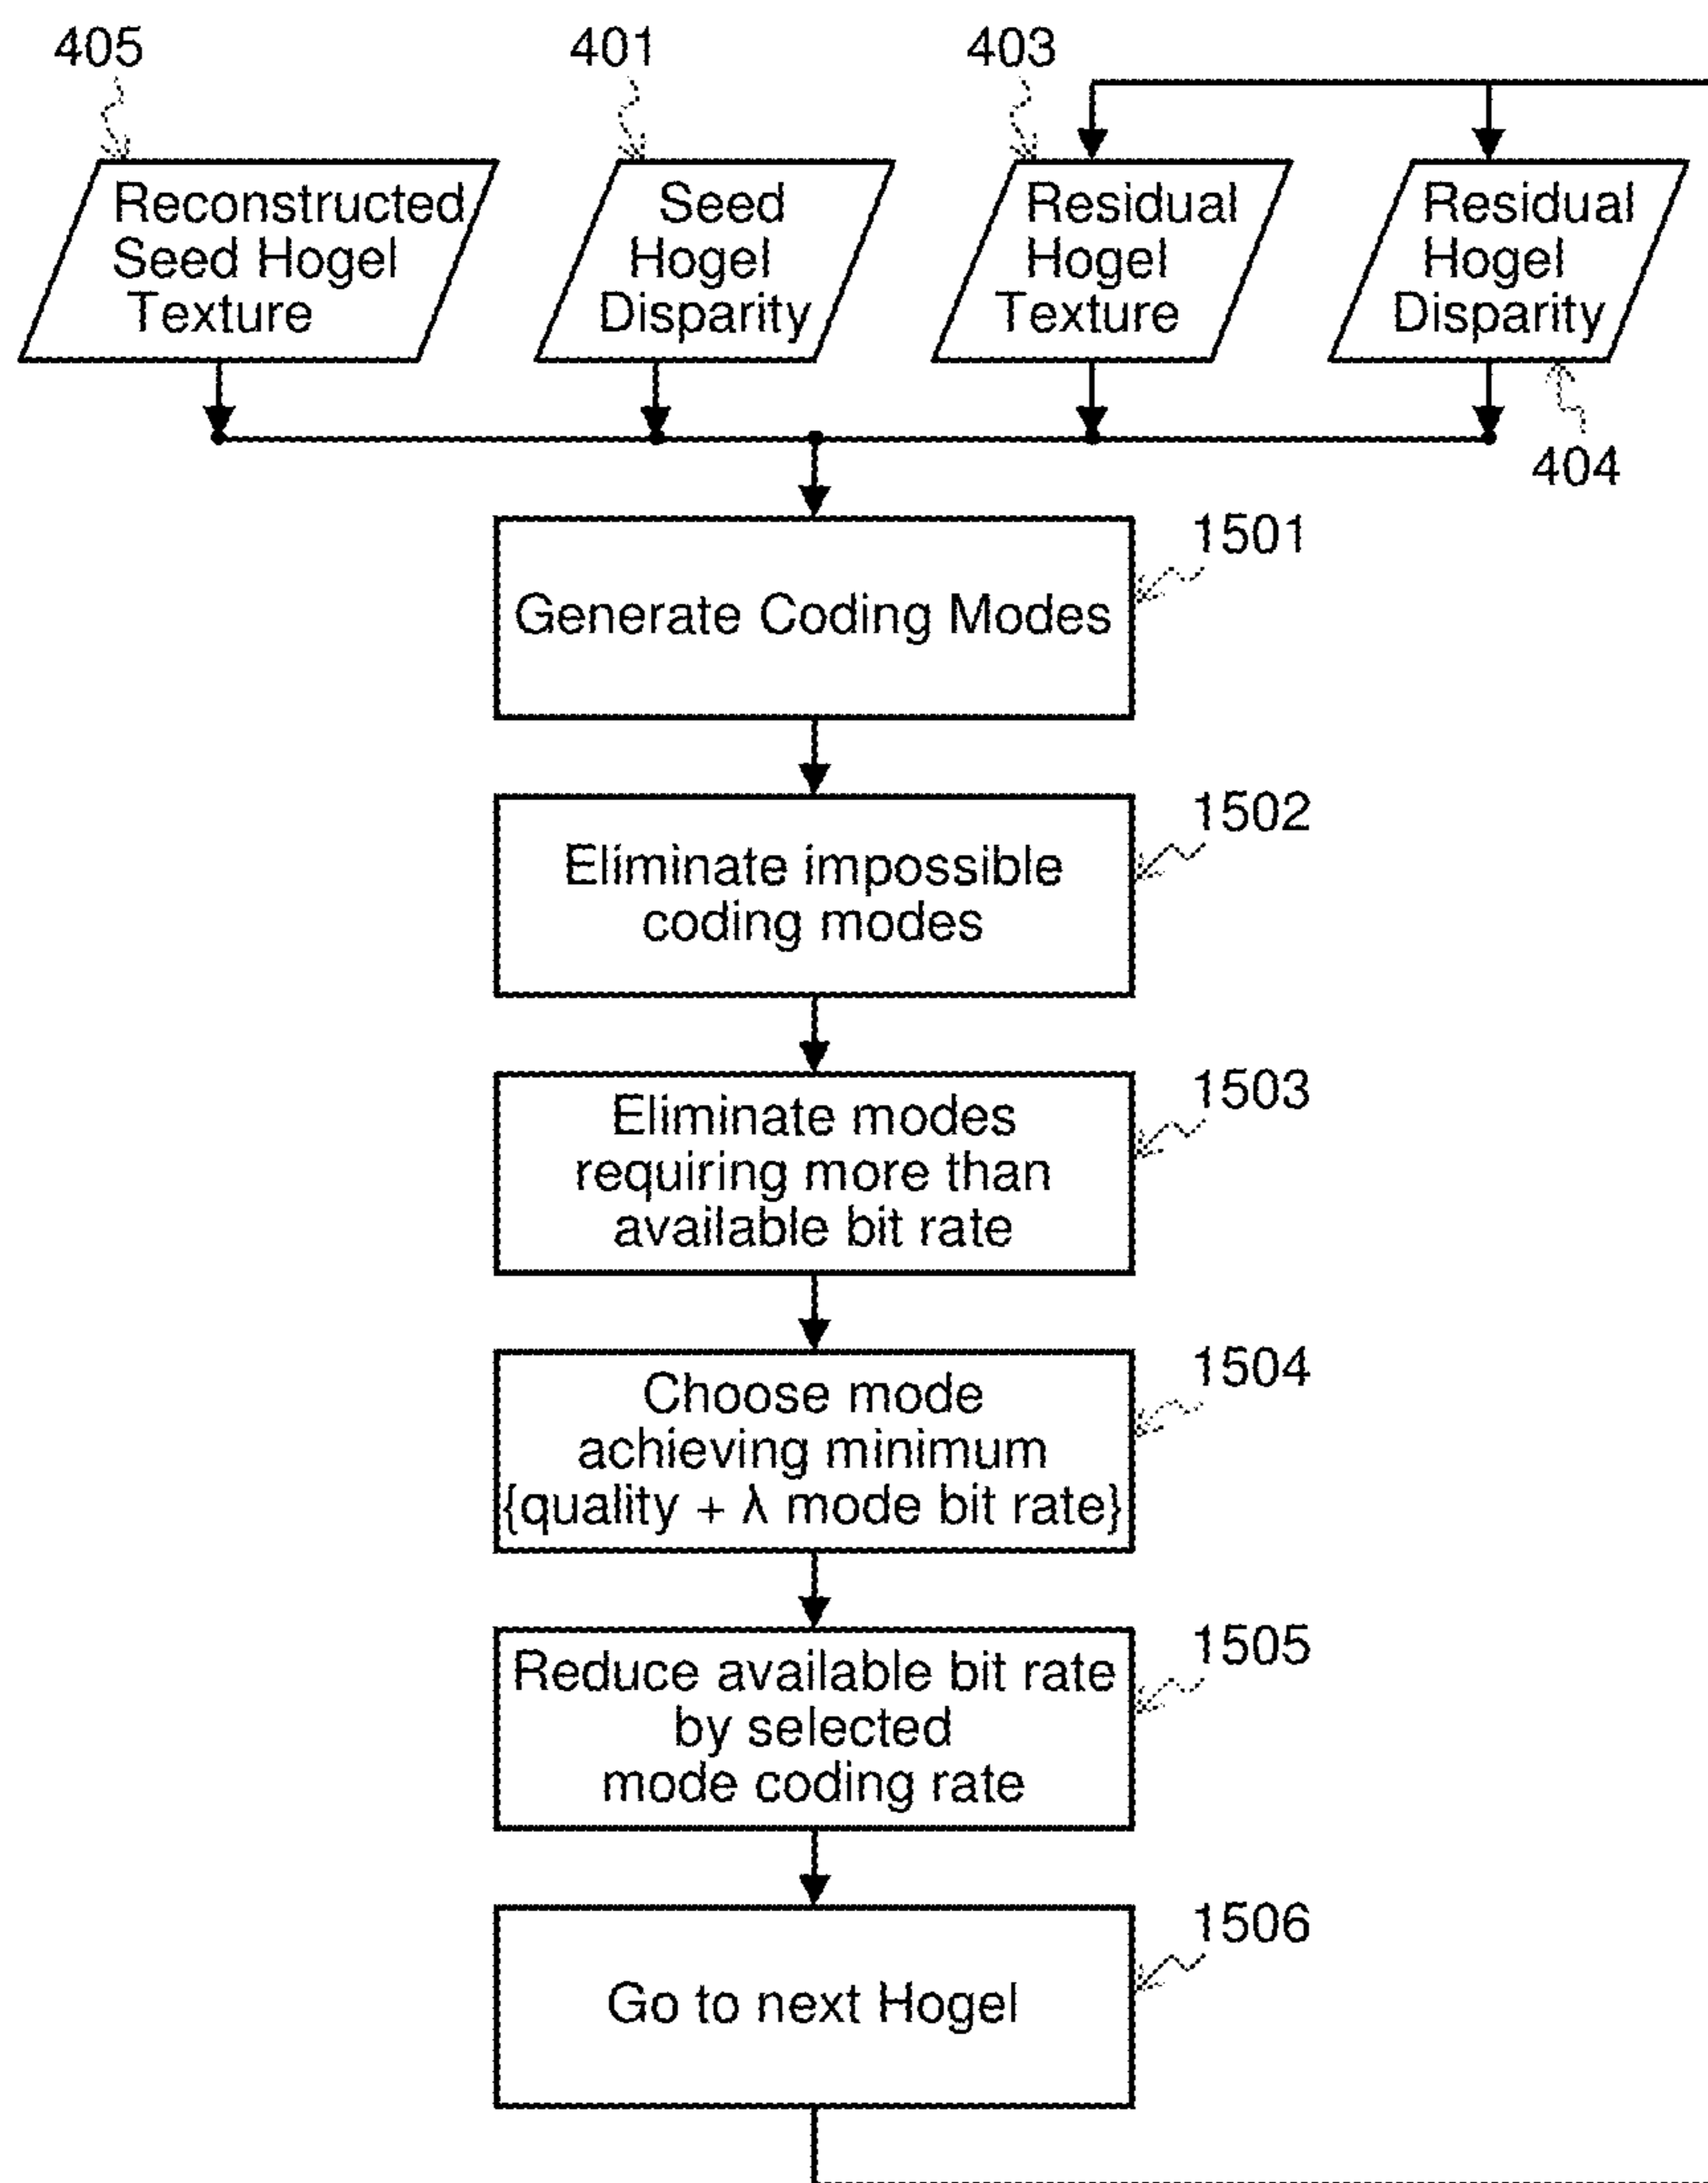 405
401
403
Reconstructed
Seed Hogel
Texture
Seed
Hogel
Disparity
Residual
Hogel
Texture
Residual
Hogel
Disparity
404
1501
Generate Coding Modes
1502
Eliminate impossible
coding modes
1503
Eliminate modes
requiring more than
available bit rate
1504
Choose mode
achieving minimum
{quality + λ mode bit rate}
1505
Reduce available bit rate
by selected
mode coding rate
1506
Go to next Hogel